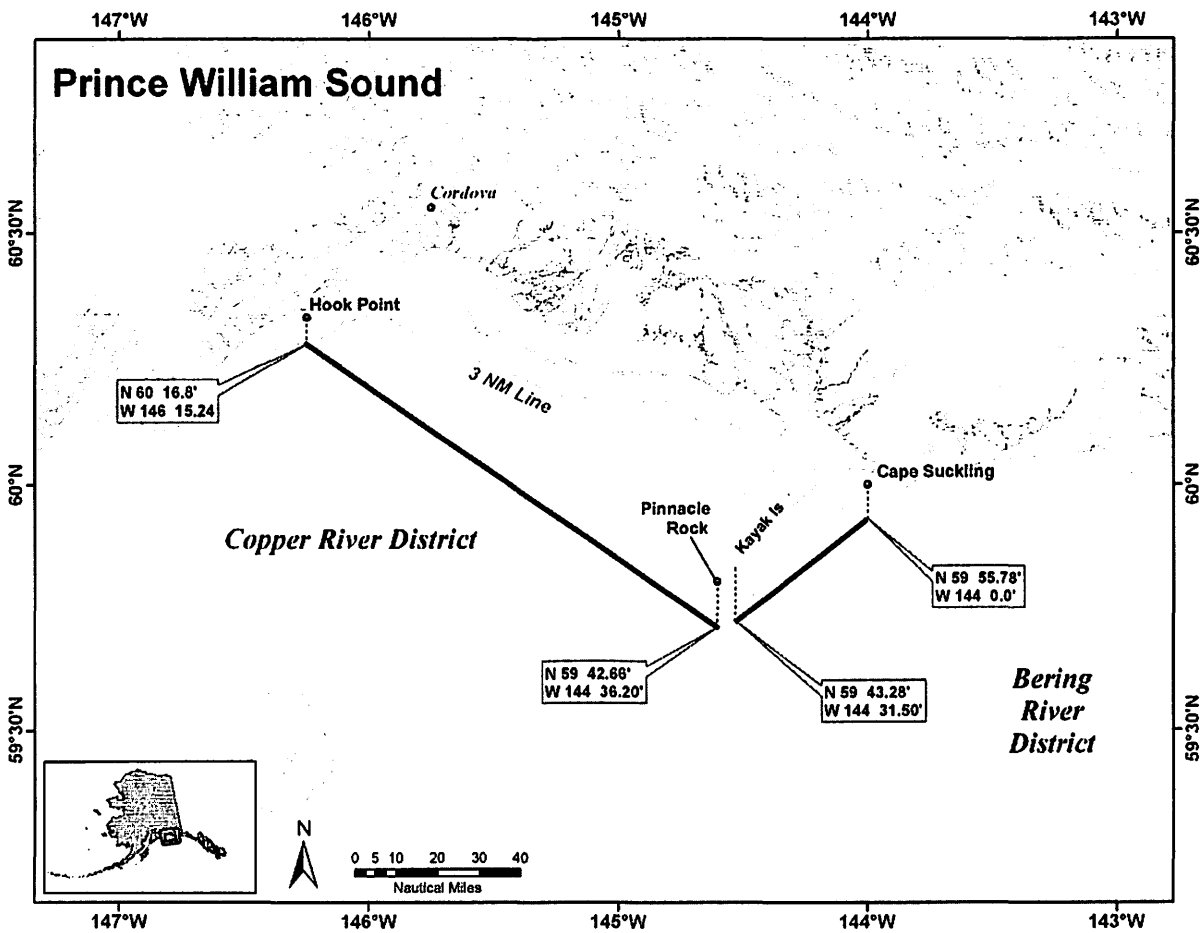 147°W 146°W 145°W 144°W 143°W
Prince William Sound
Cordova
60°30'N
60°30'N
Hook Point
N 60 16.8'
W 146 15.24
3 NM Line
60°N
60°N
Cape Suckling
Pinnacle
Rock
Kayak Is
Copper River District
N 59 55.78'
W 144 0.0'
N 59 42.66'
W 144 36.20'
N 59 43.28'
W 144 31.50'
Bering
River
District
59°30'N
59°30'N
N
0 5 10 20 30 40
Nautical Miles
147°W 146°W 145°W 144°W 143°W